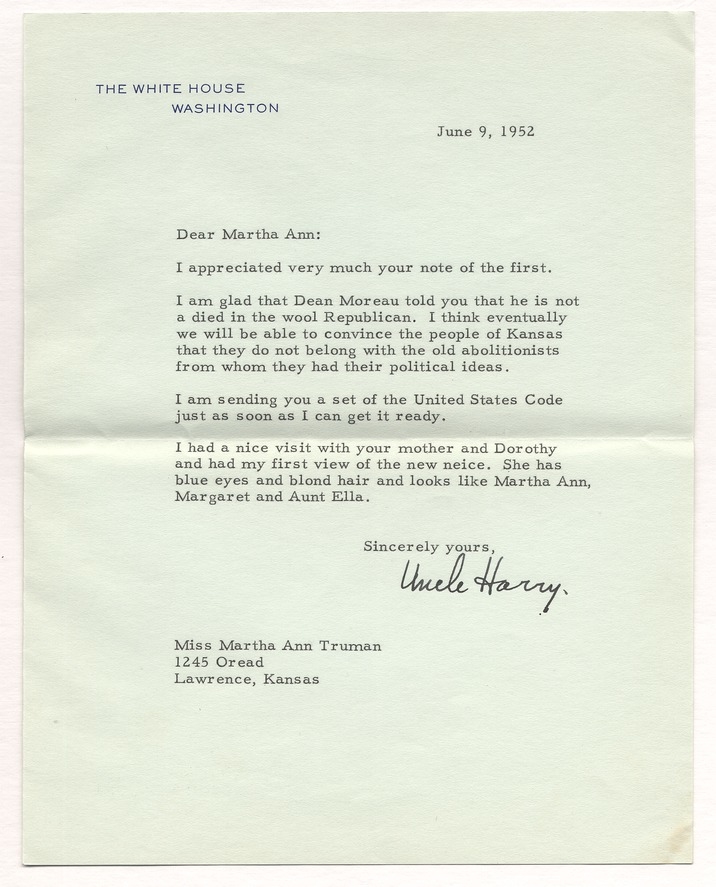 THE WHITE HOUSE
WASHINGTON
June 9, 1952
Dear Martha Ann:
I appreciated very much your note of the first.
I am glad that Dean Moreau told you that he is not
a died in the wool Republican. I think eventually
we will be able to convince the people of Kansas
that they do not belong with the old abolitionists
from whom they had their political ideas.
I am sending you a set of the United States Code
just as soon as I can get it ready.
I had a nice visit with your mother and Dorothy
and had my first view of the new neice. She has
blue eyes and blond hair and looks like Martha Ann,
Margaret and Aunt Ella.
Sincerely yours,
Uncle Harry.
Miss Martha Ann Truman
1245 Oread
Lawrence, Kansas